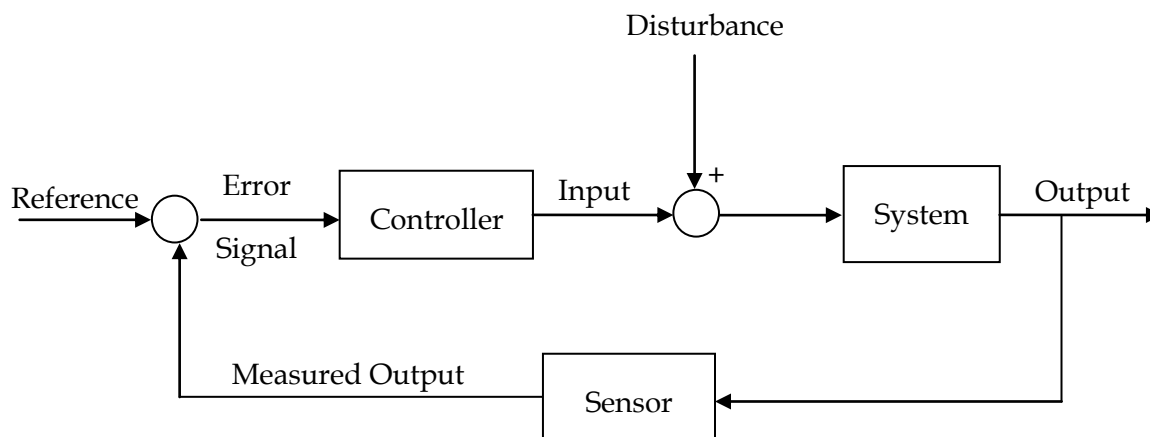 Disturbance
+
Reference
Error
Signal
Controller
Input
System
Output
Measured Output
Sensor